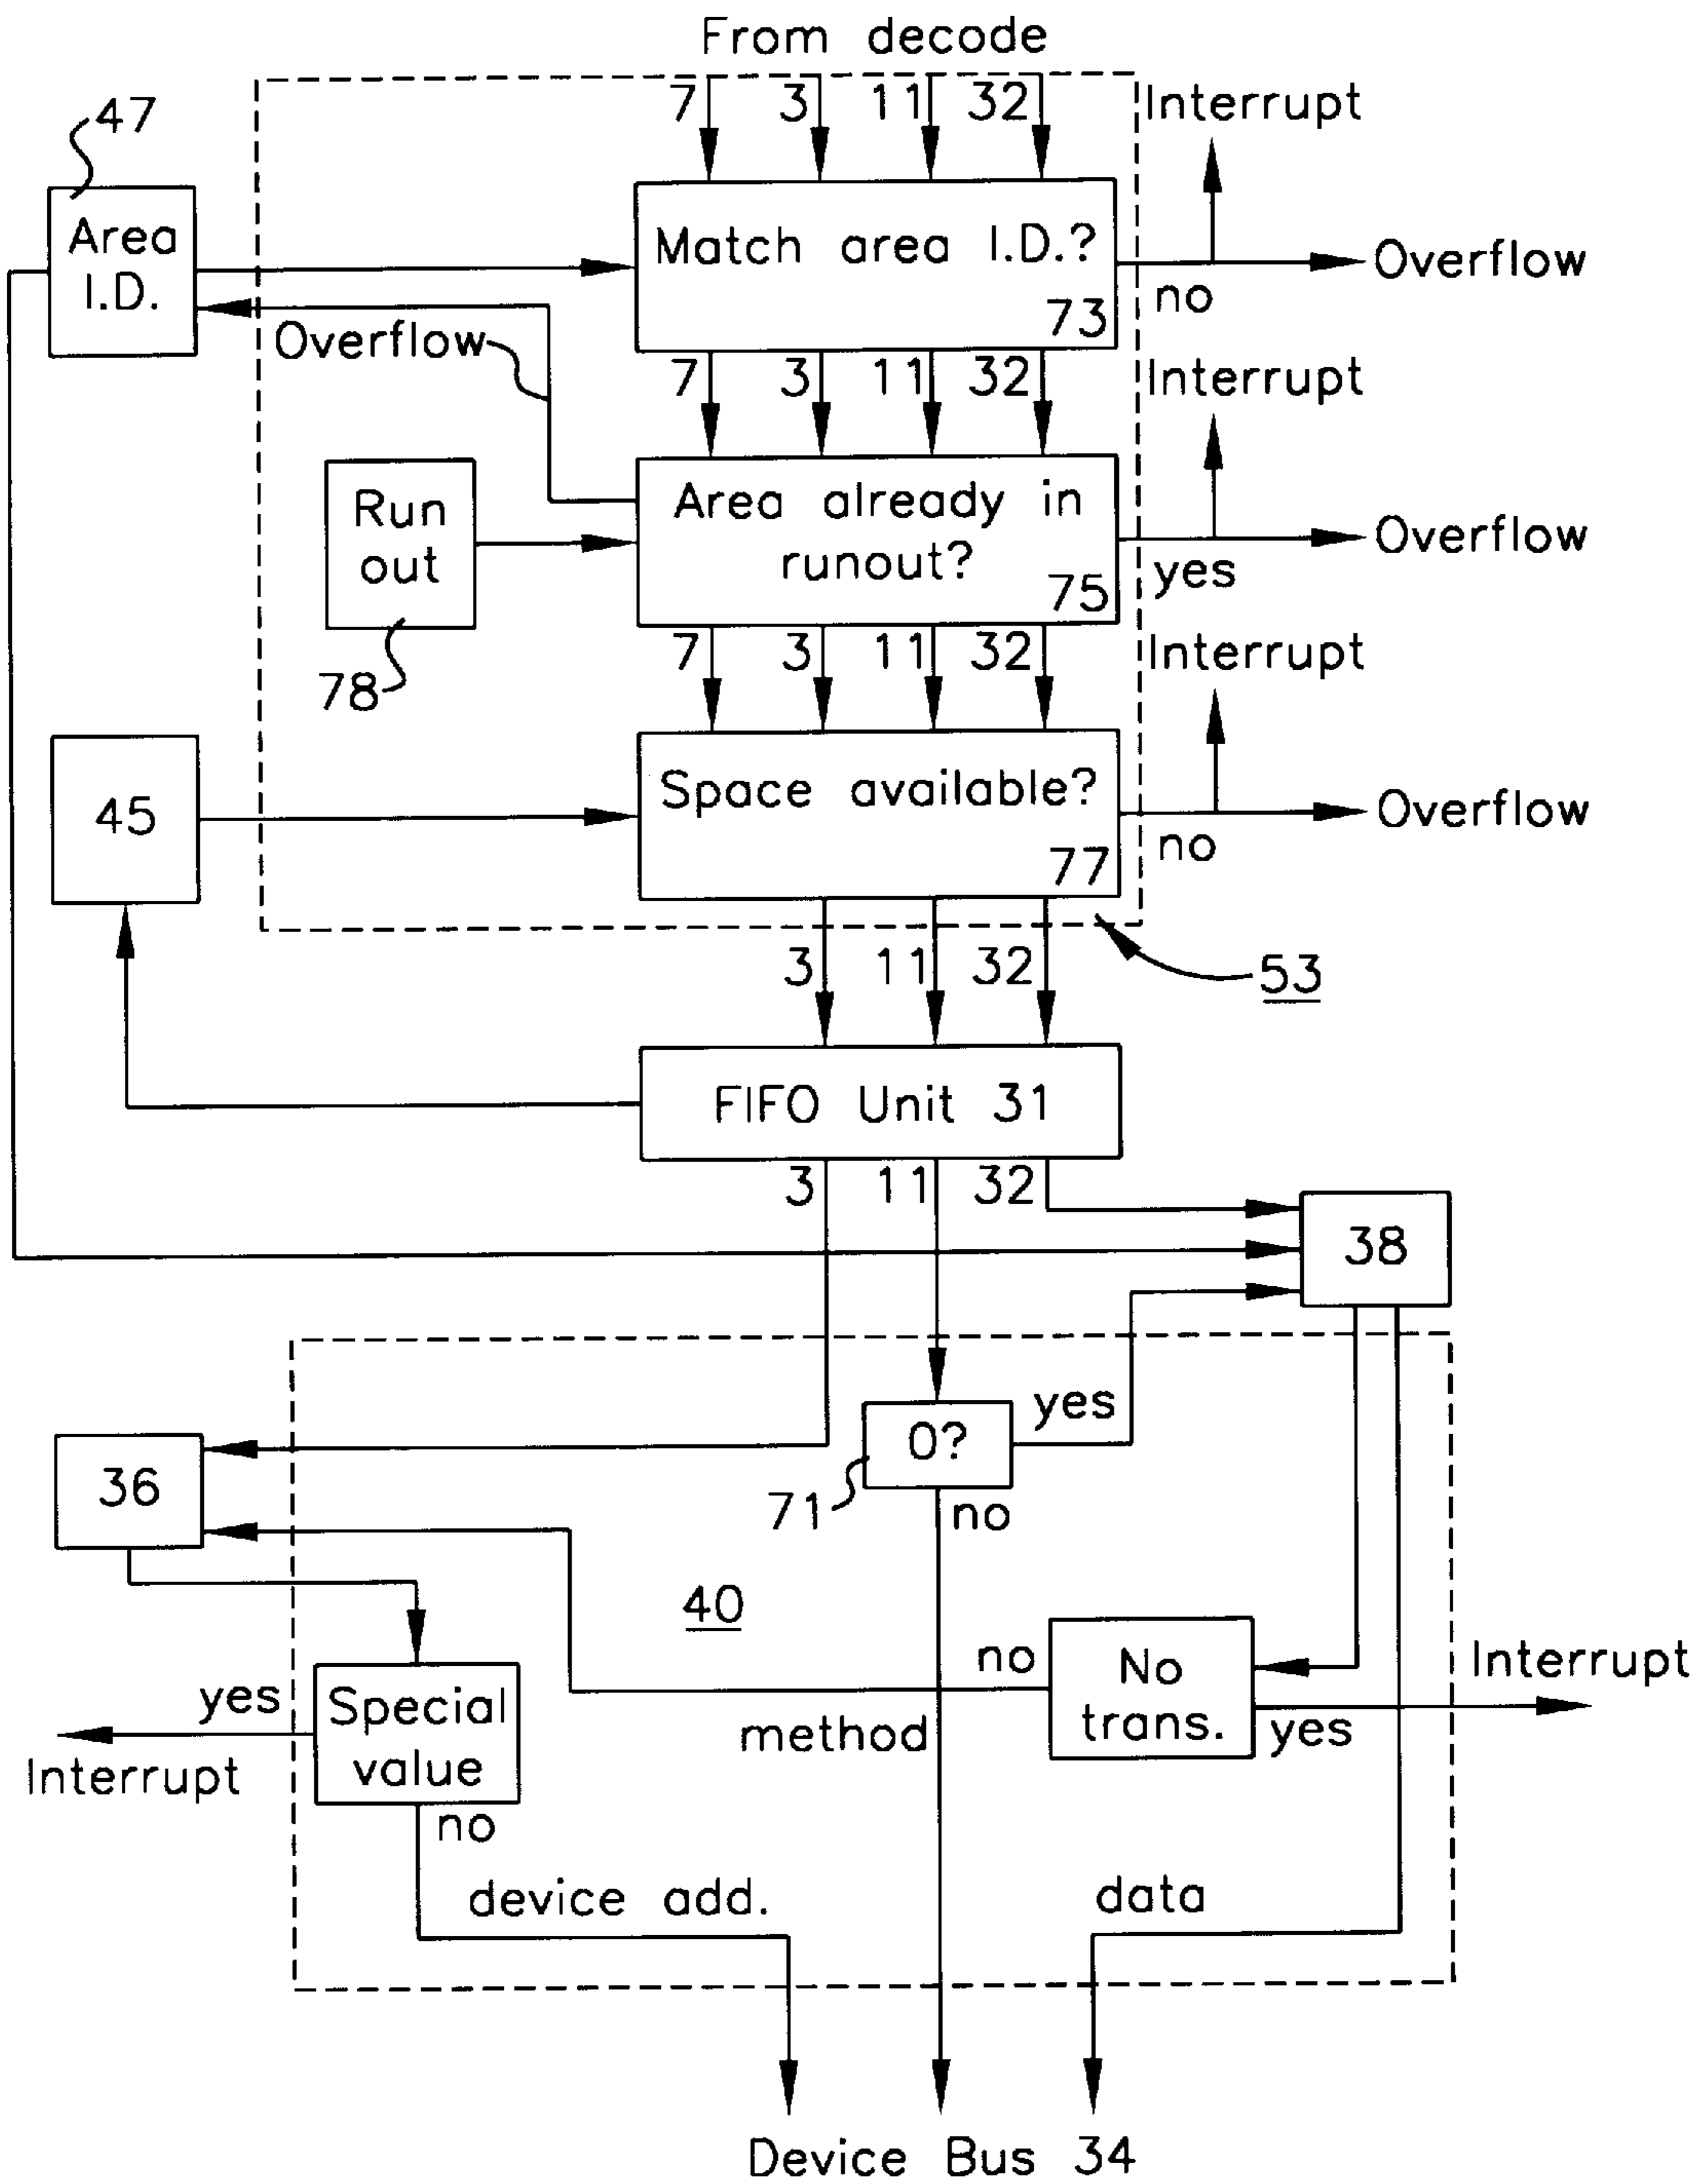 From decode
7 3 11 32
Interrupt
47
Area
I.D.
Match area I.D.?
73
Overflow
no
Overflow
7 3 11 32
Interrupt
Run
out
78
Area already in
runout?
75
Overflow
yes
7 3 11 32
Interrupt
45
Space available?
77
Overflow
no
3 11 32
53
FIFO Unit 31
3 11 32
38
0?
71
yes
no
36
40
Special
value
yes
Interrupt
no
No
trans.
no
yes
Interrupt
method
device add.
data
Device Bus 34